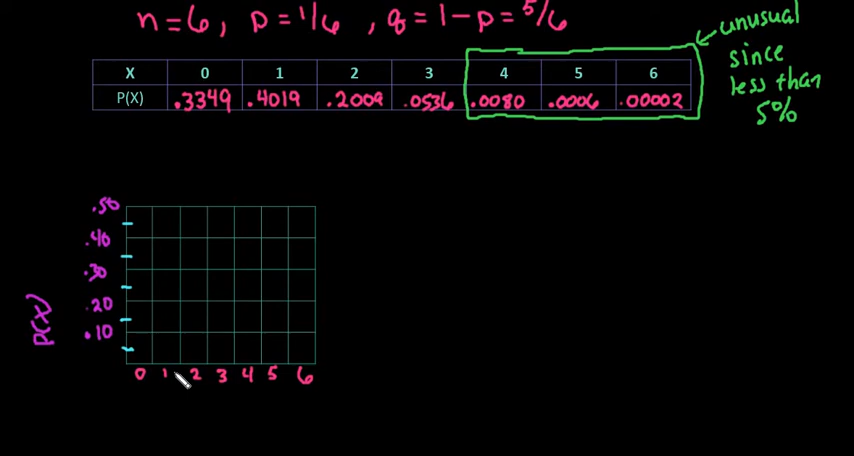 n=6, p=1/6, q=1-p=5/6
unusual
since
less than
5%
X 0 1 2 3 4 5 6
P(X) .3349 .4019 .2009 .0536 .0080 .0006 .00002
.50
.40
.30
.20
.10
P(X)
0 1 2 3 4 5 6